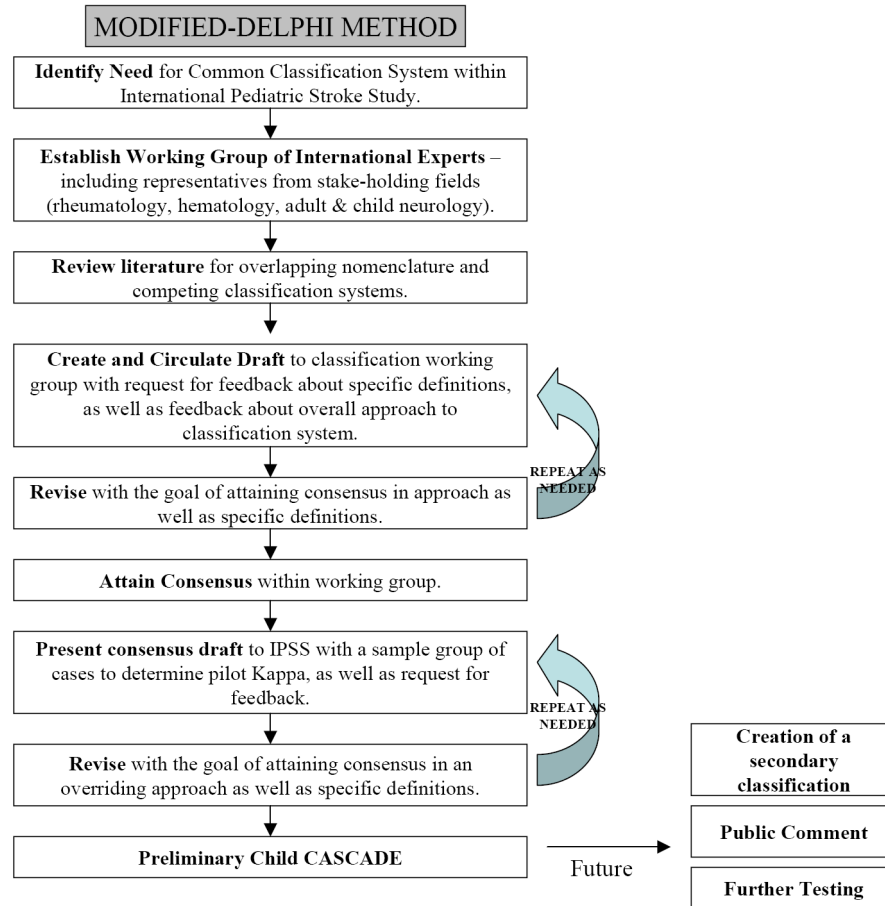 MODIFIED-DELPHI METHOD
Identify Need for Common Classification System within
International Pediatric Stroke Study.
Establish Working Group of International Experts –
including representatives from stake-holding fields
(rheumatology, hematology, adult & child neurology).
Review literature for overlapping nomenclature and
competing classification systems.
Create and Circulate Draft to classification working
group with request for feedback about specific definitions,
as well as feedback about overall approach to
classification system.
REPEAT AS
NEEDED
Revise with the goal of attaining consensus in approach as
well as specific definitions.
Attain Consensus within working group.
Present consensus draft to IPSS with a sample group of
cases to determine pilot Kappa, as well as request for
feedback.
REPEAT AS
NEEDED
Revise with the goal of attaining consensus in an
overriding approach as well as specific definitions.
Preliminary Child CASCADE
Future
Creation of a
secondary
classification
Public Comment
Further Testing